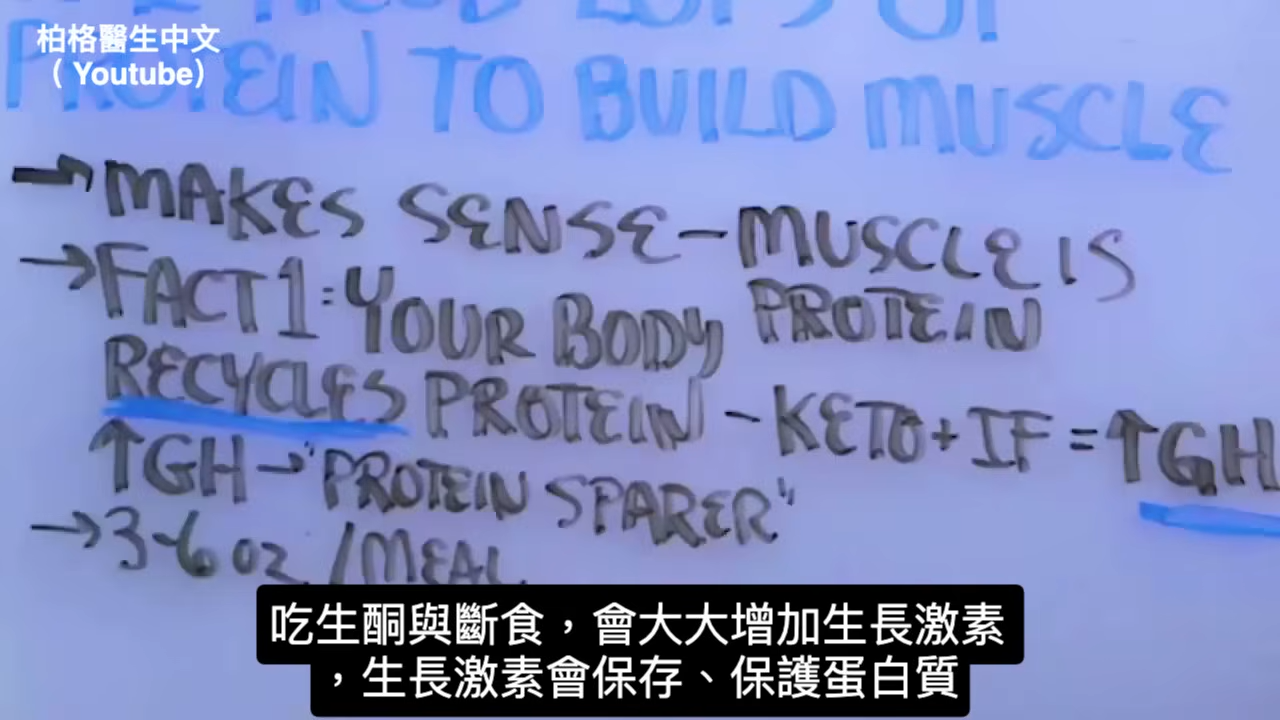 柏格醫生中文
（Youtube）
LOTS OF
PROTEIN TO BUILD MUSCLE
→MAKES SENSE-MUSCLE IS
PROTEIN
→FACT1:YOUR BODY
RECYCLES PROTEIN-KETO+IF=↑GH
↑GH→"PROTEIN SPARER"
→3-6 oz/MEAL
吃生酮與斷食，會大大增加生長激素
，生長激素會保存、保護蛋白質